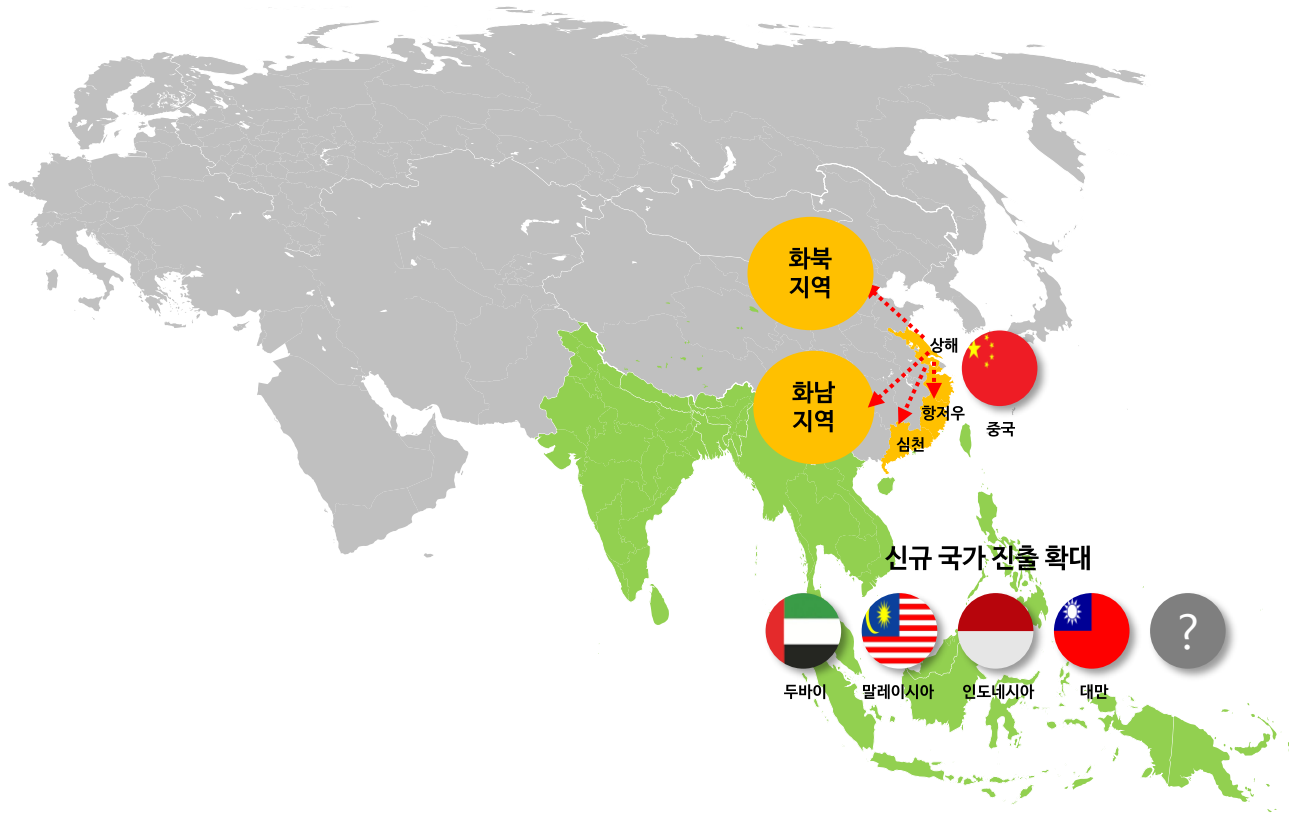 화북
지역
상해
화남
지역
항저우
중국
심천
신규 국가 진출 확대
?
두바이
말레이시아
인도네시아
대만